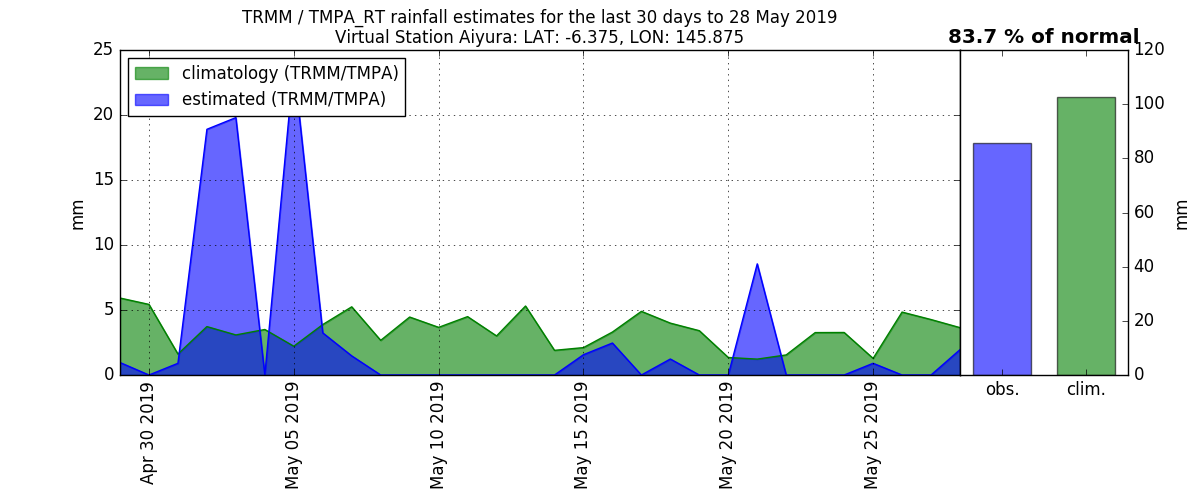 TRMM / TMPA_RT rainfall estimates for the last 30 days to 28 May 2019
Virtual Station Aiyura: LAT: -6.375, LON: 145.875
83.7 % of normal
climatology (TRMM/TMPA)
estimated (TRMM/TMPA)
25
20
15
10
5
0
mm
Apr 30 2019
May 05 2019
May 10 2019
May 15 2019
May 20 2019
May 25 2019
120
100
80
60
40
20
0
mm
obs.
clim.